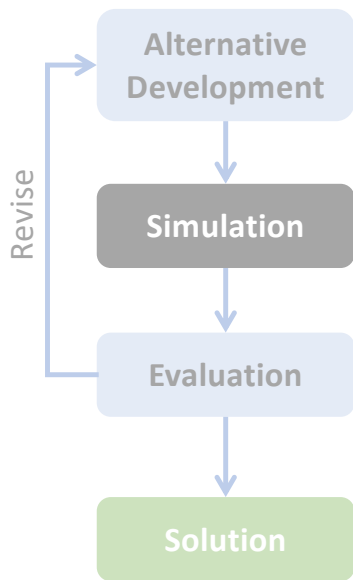 Alternative
Development
Revise
Simulation
Evaluation
Solution